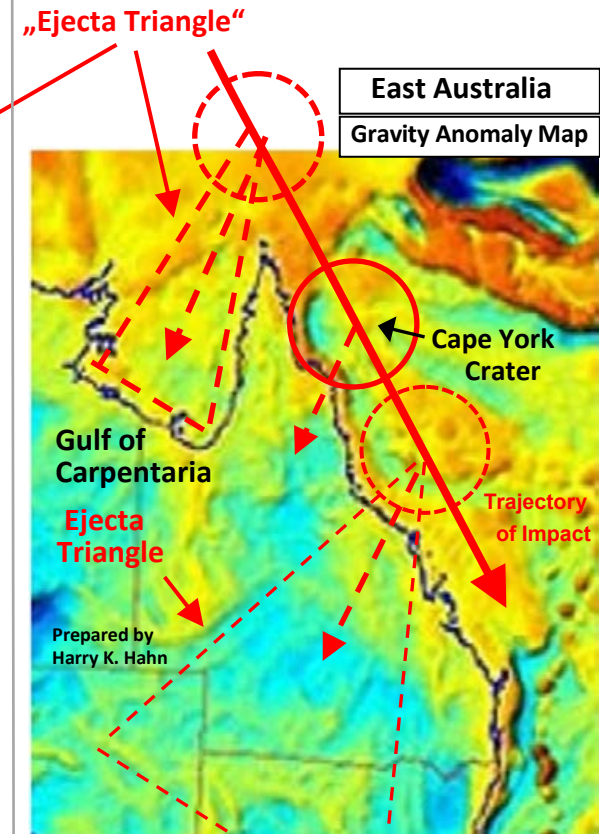 „Ejecta Triangle“
East Australia
Gravity Anomaly Map
Cape York
Crater
Gulf of
Carpentaria
Ejecta
Triangle
Trajectory
of Impact
Prepared by
Harry K. Hahn